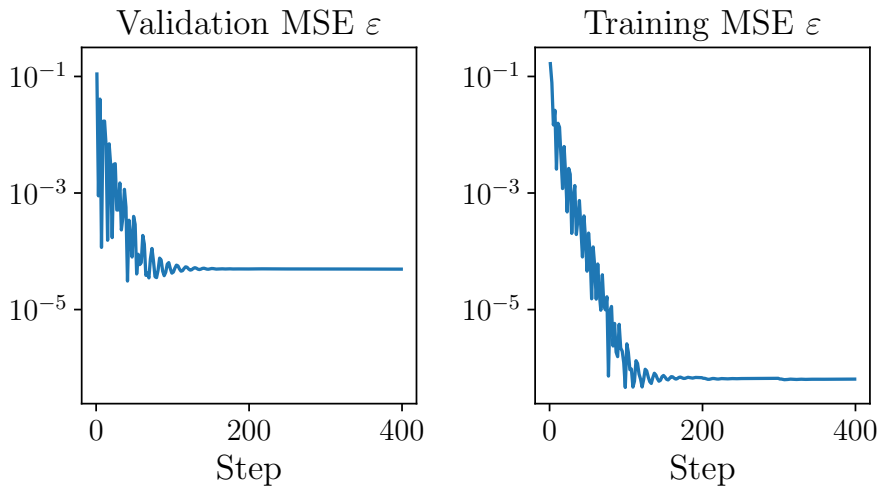 Validation MSE ε
10⁻¹
10⁻³
10⁻⁵
0 200 400
Step
Training MSE ε
10⁻¹
10⁻³
10⁻⁵
0 200 400
Step